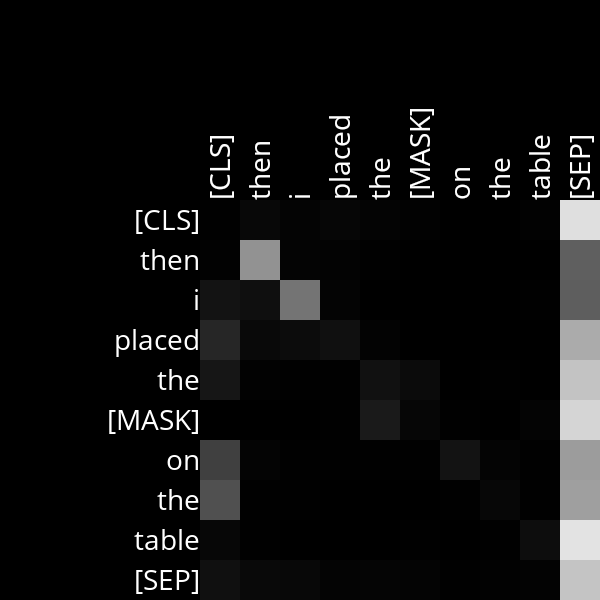 [CLS] then i placed the [MASK] on the table [SEP]
[CLS]
then
i
placed
the
[MASK]
on
the
table
[SEP]